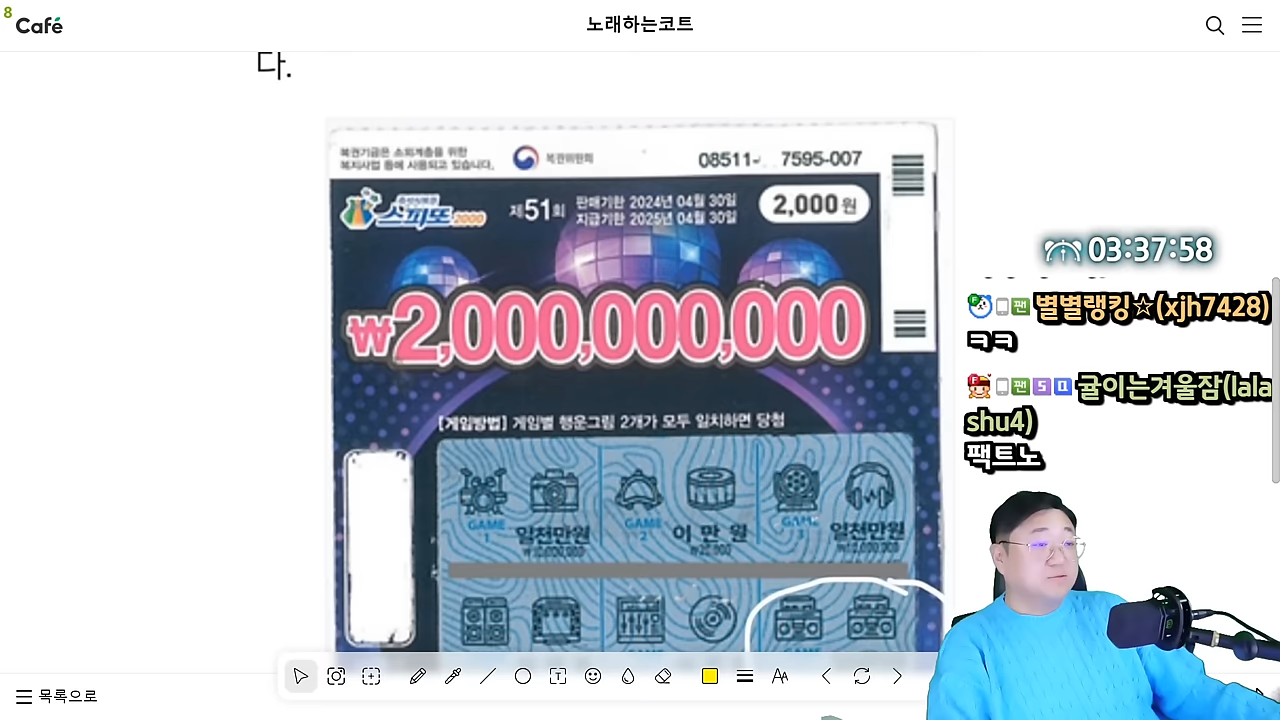 8
Café
노래하는코트
다.
복권기금은 소외계층을 위한
복지사업 등에 사용되고 있습니다.
복권위원회
08511- 7595-007
스피또2000
제51회
판매기한 2024년 04월 30일
지급기한 2025년 04월 30일
2,000원
₩2,000,000,000
[게임방법] 게임별 행운그림 2개가 모두 일치하면 당첨
GAME 1
일천만원
₩10,000,000
GAME 2
이만원
₩20,000
GAME 3
일천만원
₩10,000,000
03:37:58
별별랭킹☆(xjh7428)
ㅋㅋ
귤이는겨울잠(lala
shu4)
팩트노
목록으로